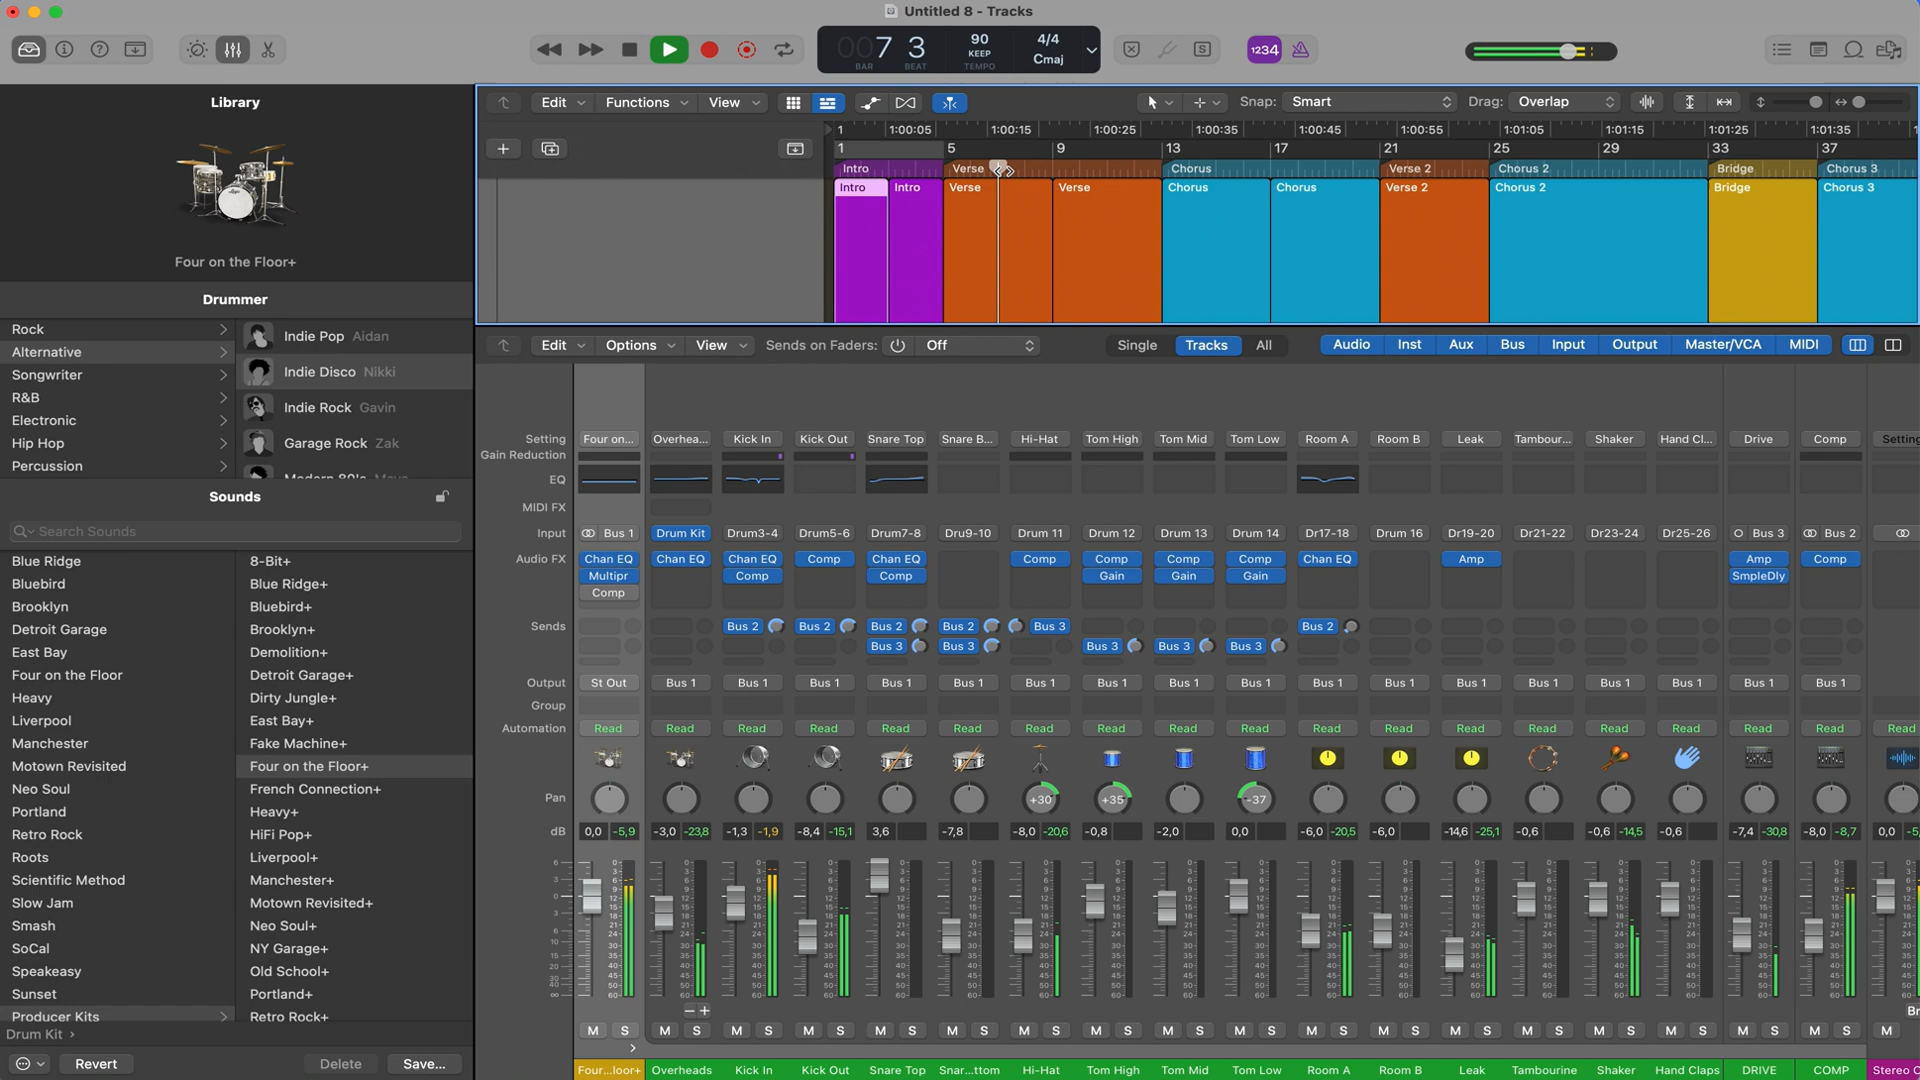 Untitled 8 - Tracks
007 3
BAR BEAT
90
KEEP
TEMPO
4/4
Cmaj
1234
S
Library
Four on the Floor+
Drummer
Rock
Alternative
Songwriter
R&B
Electronic
Hip Hop
Percussion
Indie Pop Aidan
Indie Disco Nikki
Indie Rock Gavin
Garage Rock Zak
Sounds
Search Sounds
Blue Ridge
Bluebird
Brooklyn
Detroit Garage
East Bay
Four on the Floor
Heavy
Liverpool
Manchester
Motown Revisited
Neo Soul
Portland
Retro Rock
Roots
Scientific Method
Slow Jam
Smash
SoCal
Speakeasy
Sunset
Producer Kits
8-Bit+
Blue Ridge+
Bluebird+
Brooklyn+
Demolition+
Detroit Garage+
Dirty Jungle+
East Bay+
Fake Machine+
Four on the Floor+
French Connection+
Heavy+
HiFi Pop+
Liverpool+
Manchester+
Motown Revisited+
Neo Soul+
NY Garage+
Old School+
Portland+
Retro Rock+
Drum Kit
Revert Delete Save...
Edit Functions View Snap: Smart Drag: Overlap
1 1:00:05 1:00:15 1:00:25 1:00:35 1:00:45 1:00:55 1:01:05 1:01:15 1:01:25 1:01:35
1 5 9 13 17 21 25 29 33 37
Intro Verse Chorus Verse 2 Chorus 2 Bridge Chorus 3
Intro Intro Verse Verse Chorus Chorus Verse 2 Chorus 2 Bridge Chorus 3
Edit Options View Sends on Faders: Off Single Tracks All Audio Inst Aux Bus Input Output Master/VCA MIDI
Setting Four on... Overhea... Kick In Kick Out Snare Top Snare B... Hi-Hat Tom High Tom Mid Tom Low Room A Room B Leak Tambour... Shaker Hand Cl... Drive Comp Setting
Gain Reduction
EQ
MIDI FX
Input Bus 1 Drum Kit Drum3-4 Drum5-6 Drum7-8 Dru9-10 Drum 11 Drum 12 Drum 13 Drum 14 Dr17-18 Drum 16 Dr19-20 Dr21-22 Dr23-24 Dr25-26 Bus 3 Bus 2
Audio FX Chan EQ Chan EQ Chan EQ Comp Chan EQ Comp Comp Comp Comp Chan EQ Amp Amp Comp
Multipr Comp Comp Gain Gain Gain SmpleDly
Comp
Sends Bus 2 Bus 2 Bus 2 Bus 2 Bus 3 Bus 2
Bus 3 Bus 3 Bus 3 Bus 3 Bus 3
Output St Out Bus 1 Bus 1 Bus 1 Bus 1 Bus 1 Bus 1 Bus 1 Bus 1 Bus 1 Bus 1 Bus 1 Bus 1 Bus 1 Bus 1 Bus 1 Bus 1 Bus 1
Group
Automation Read Read Read Read Read Read Read Read Read Read Read Read Read Read Read Read Read Read Read
Pan +30 +35 -37
dB 0,0 -5,9 -3,0 -23,8 -1,3 -1,9 -8,4 -15,1 3,6 -7,8 -8,0 -20,6 -0,8 -2,0 0,0 -6,0 -20,5 -6,0 -14,6 -25,1 -0,6 -0,6 -14,5 -0,6 -7,4 -30,8 -8,0 -8,7 0,0
M S M S M S M S M S M S M S M S M S M S M S M S M S M S M S M S M S M S M
Four...loor+ Overheads Kick In Kick Out Snare Top Snar...ttom Hi-Hat Tom High Tom Mid Tom Low Room A Room B Leak Tambourine Shaker Hand Claps DRIVE COMP